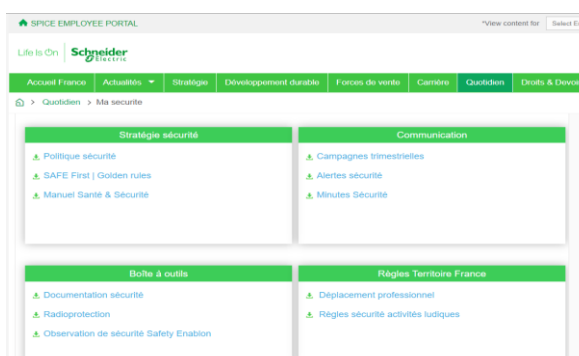 SPICE EMPLOYEE PORTAL
*View content for
Life Is On
Schneider
Electric
Accueil France
Actualités
Stratégie
Développement durable
Forces de vente
Carrière
Quotidien
Droits & Devoi
> Quotidien > Ma securite
Stratégie sécurité
Politique sécurité
SAFE First | Golden rules
Manuel Santé & Sécurité
Communication
Campagnes trimestrielles
Alertes sécurité
Minutes Sécurité
Boîte à outils
Documentation sécurité
Radioprotection
Observation de sécurité Safety Enablon
Règles Territoire France
Déplacement professionnel
Règles sécurité activités ludiques